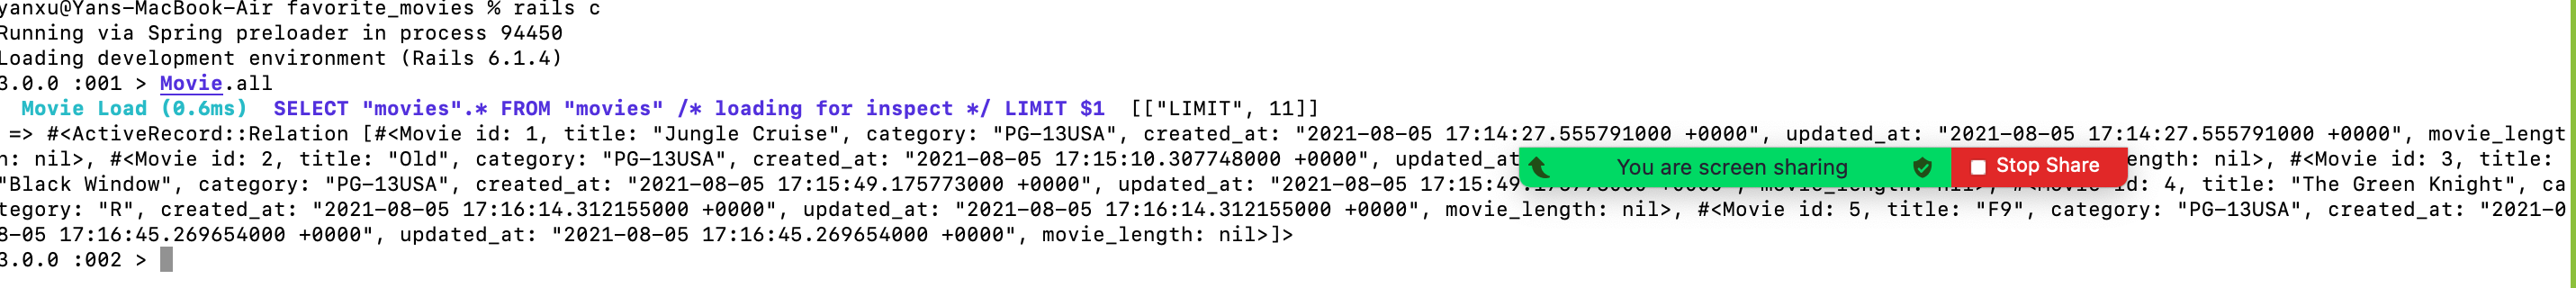 yanxu@Yans-MacBook-Air favorite_movies % rails c
Running via Spring preloader in process 94450
Loading development environment (Rails 6.1.4)
3.0.0 :001 > Movie.all
Movie Load (0.6ms)  SELECT "movies".* FROM "movies" /* loading for inspect */ LIMIT $1  [["LIMIT", 11]]
=> #<ActiveRecord::Relation [#<Movie id: 1, title: "Jungle Cruise", category: "PG-13USA", created_at: "2021-08-05 17:14:27.555791000 +0000", updated_at: "2021-08-05 17:14:27.555791000 +0000", movie_lengt
h: nil>, #<Movie id: 2, title: "Old", category: "PG-13USA", created_at: "2021-08-05 17:15:10.307748000 +0000", updated_at ength: nil>, #<Movie id: 3, title:
You are screen sharing Stop Share
"Black Window", category: "PG-13USA", created_at: "2021-08-05 17:15:49.175773000 +0000", updated_at: "2021-08-05 17:15:49.175773000 +0000", movie_length: nil>, #<Movie id: 4, title: "The Green Knight", ca
tegory: "R", created_at: "2021-08-05 17:16:14.312155000 +0000", updated_at: "2021-08-05 17:16:14.312155000 +0000", movie_length: nil>, #<Movie id: 5, title: "F9", category: "PG-13USA", created_at: "2021-0
8-05 17:16:45.269654000 +0000", updated_at: "2021-08-05 17:16:45.269654000 +0000", movie_length: nil>]>
3.0.0 :002 >